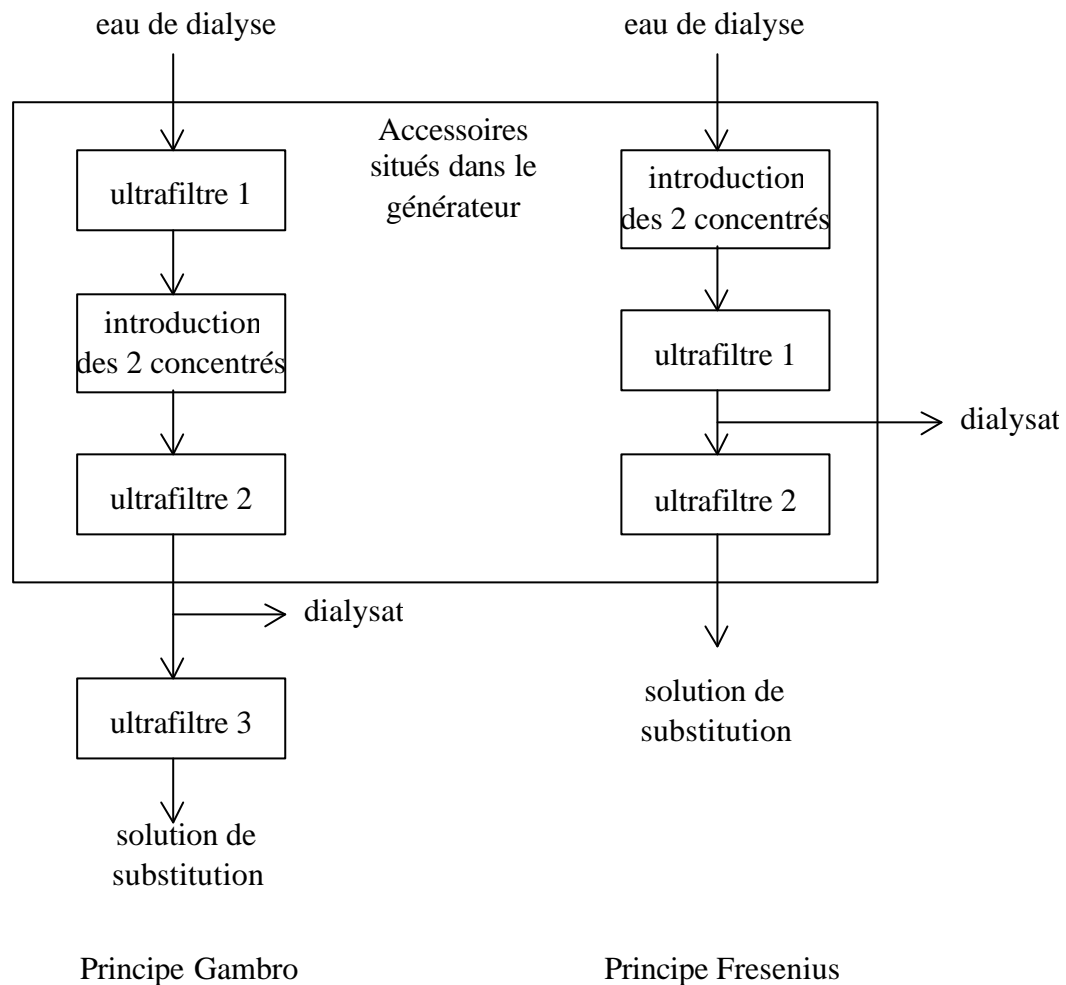 eau de dialyse
eau de dialyse
Accessoires
situés dans le
générateur
ultrafiltre 1
introduction
des 2 concentrés
introduction
des 2 concentrés
ultrafiltre 1
dialysat
ultrafiltre 2
ultrafiltre 2
dialysat
ultrafiltre 3
solution de
substitution
solution de
substitution
Principe Gambro
Principe Fresenius